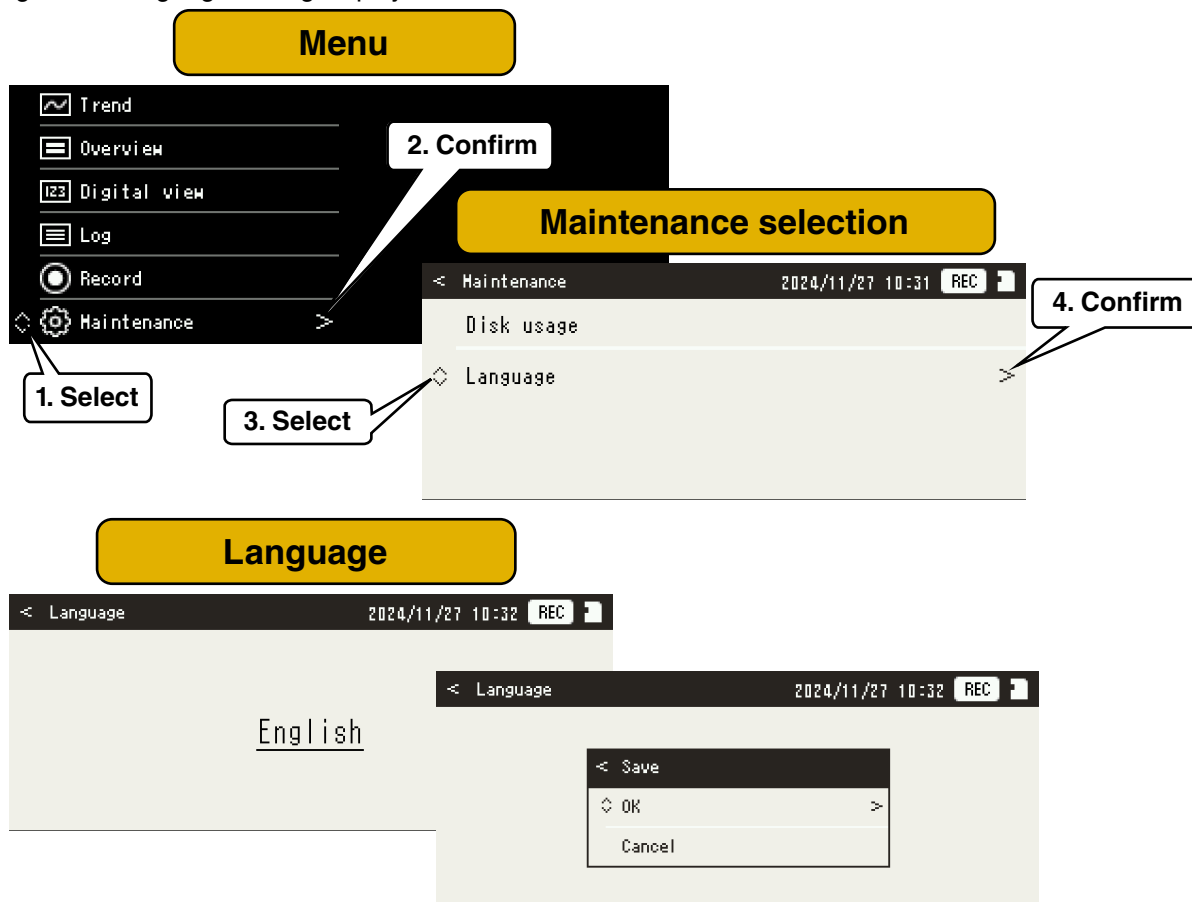 Menu
Trend
Overview
2. Confirm
123 Digital view
Log
Maintenance selection
Record
< Maintenance 2024/11/27 10:31 REC
4. Confirm
Maintenance >
Disk usage
Language >
1. Select
3. Select
Language
< Language 2024/11/27 10:32 REC
English
< Language 2024/11/27 10:32 REC
< Save
OK >
Cancel